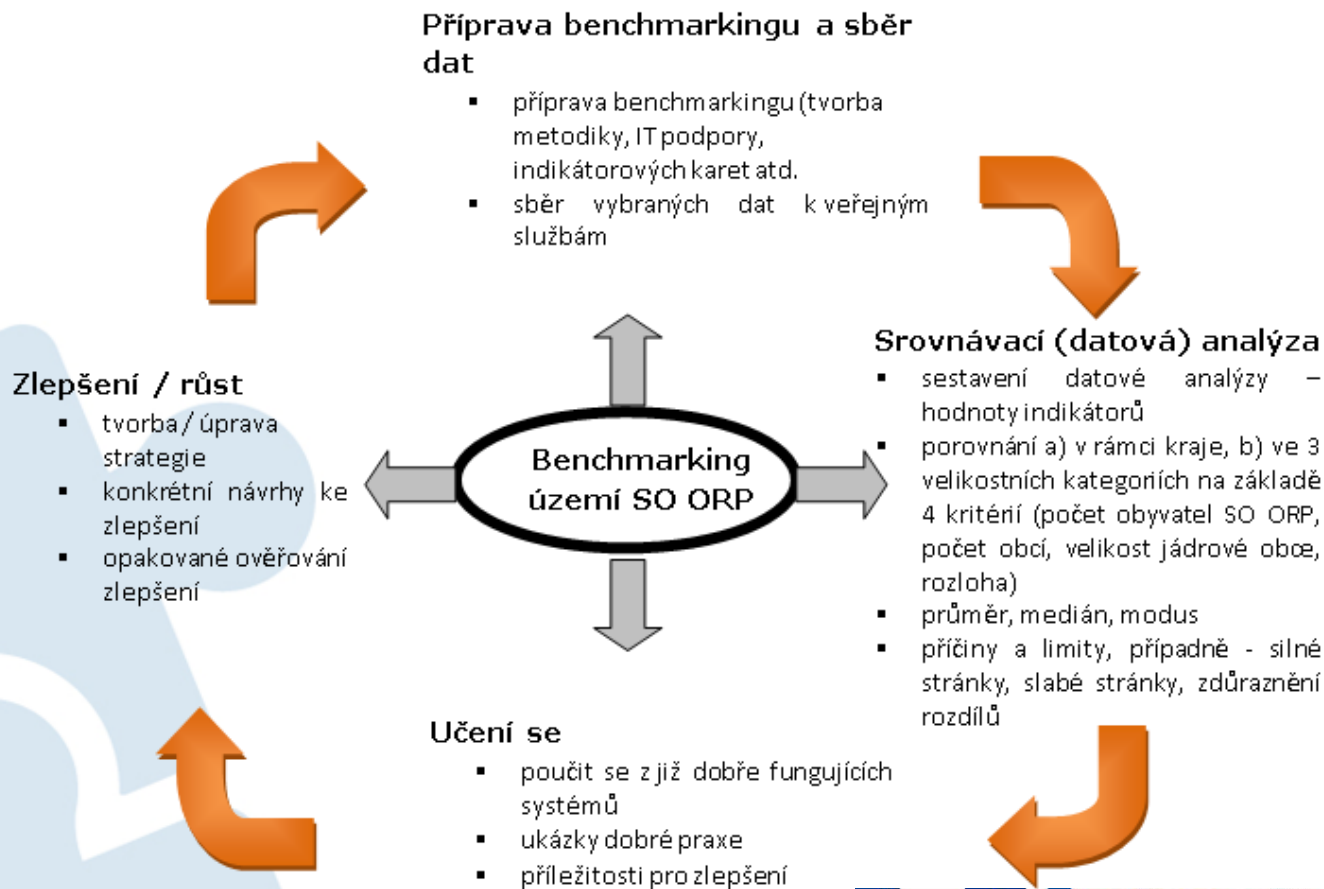 Příprava benchmarkingu a sběr
dat
▪ příprava benchmarkingu (tvorba
metodiky, IT podpory,
indikátorových karet atd.
▪ sběr vybraných dat k veřejným
službám
Srovnávací (datová) analýza
▪ sestavení datové analýzy –
hodnoty indikátorů
▪ porovnání a) v rámci kraje, b) ve 3
velikostních kategoriích na základě
4 kritérií (počet obyvatel SO ORP,
počet obcí, velikost jádrové obce,
rozloha)
▪ průměr, medián, modus
▪ příčiny a limity, případně - silné
stránky, slabé stránky, zdůraznění
rozdílů
Učení se
▪ poučit se z již dobře fungujících
systémů
▪ ukázky dobré praxe
▪ příležitosti pro zlepšení
Zlepšení / růst
▪ tvorba / úprava
strategie
▪ konkrétní návrhy ke
zlepšení
▪ opakované ověřování
zlepšení
Benchmarking
území SO ORP